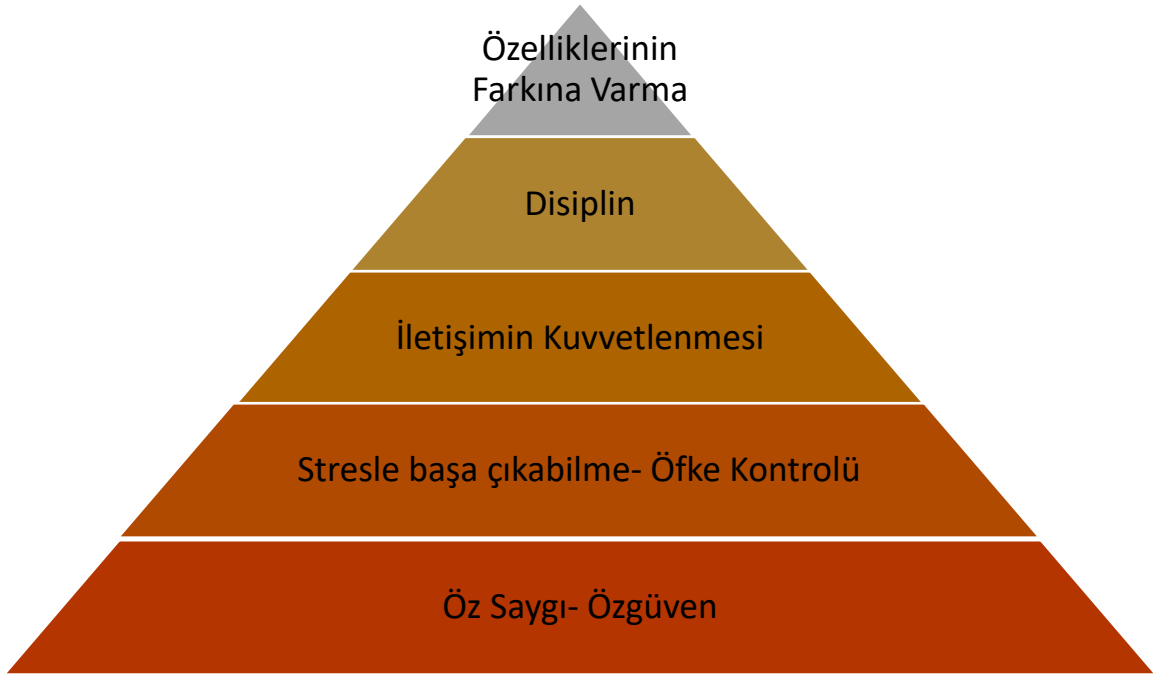 Özelliklerinin
Farkına Varma
Disiplin
İletişimin Kuvvetlenmesi
Stresle başa çıkabilme- Öfke Kontrolü
Öz Saygı- Özgüven